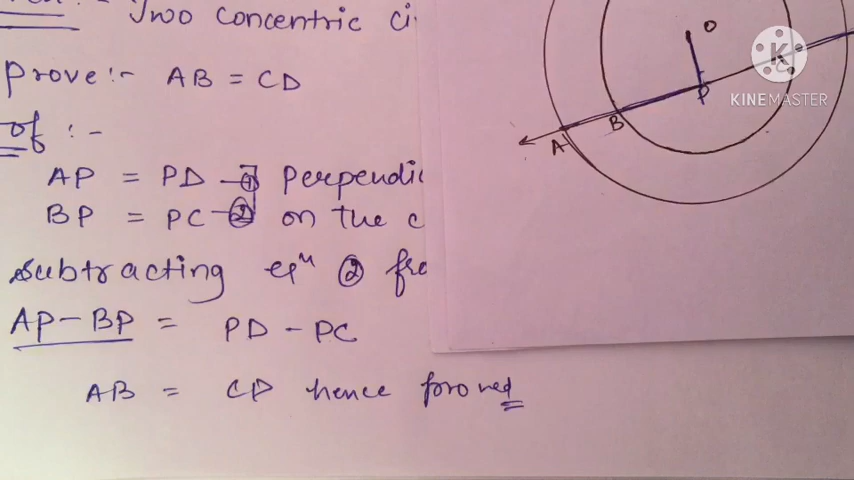 :- Two concentric ci
Prove:- AB = CD
of :-
AP = PD - ① Perpendic
BP = PC - ② on the c
subtracting eqn ② fro
AP - BP = PD - PC
AB = CD hence proved
O
P
B
A
C
KINEMASTER